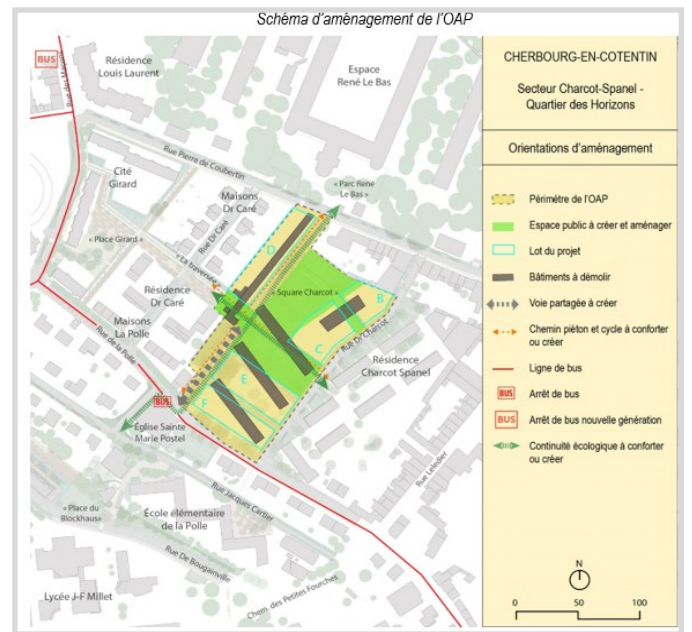 Schéma d'aménagement de l'OAP
BUS
Rue des Maçons
Résidence
Louis Laurent
Espace
René Le Bas
Rue Pierre de Coubertin
Cité
Girard
Maisons
Dr Caré
« Parc René
Le Bas »
Rue Dr Caré
« Place Girard »
« La traversée »
D
« Square Charcot »
B
Résidence
Dr Caré
Rue Dr Charcot
Maisons
La Polle
C
Rue de la Polle
Résidence
Charcot Spanel
E
F
BUS
Église Sainte
Marie Postel
Rue Leledier
Rue Jacques Cartier
« Place du
Blockhaus »
École élémentaire
de la Polle
Rue De Bougainville
Lycée J-F Millet
Chem. des Petites Fourches
CHERBOURG-EN-COTENTIN
Secteur Charcot-Spanel -
Quartier des Horizons
Orientations d'aménagement
Périmètre de l'OAP
Espace public à créer et aménager
Lot du projet
Bâtiments à démolir
Voie partagée à créer
Chemin piéton et cycle à conforter
ou créer
Ligne de bus
BUS
Arrêt de bus
BUS
Arrêt de bus nouvelle génération
Continuité écologique à conforter
ou créer
N
0 50 100